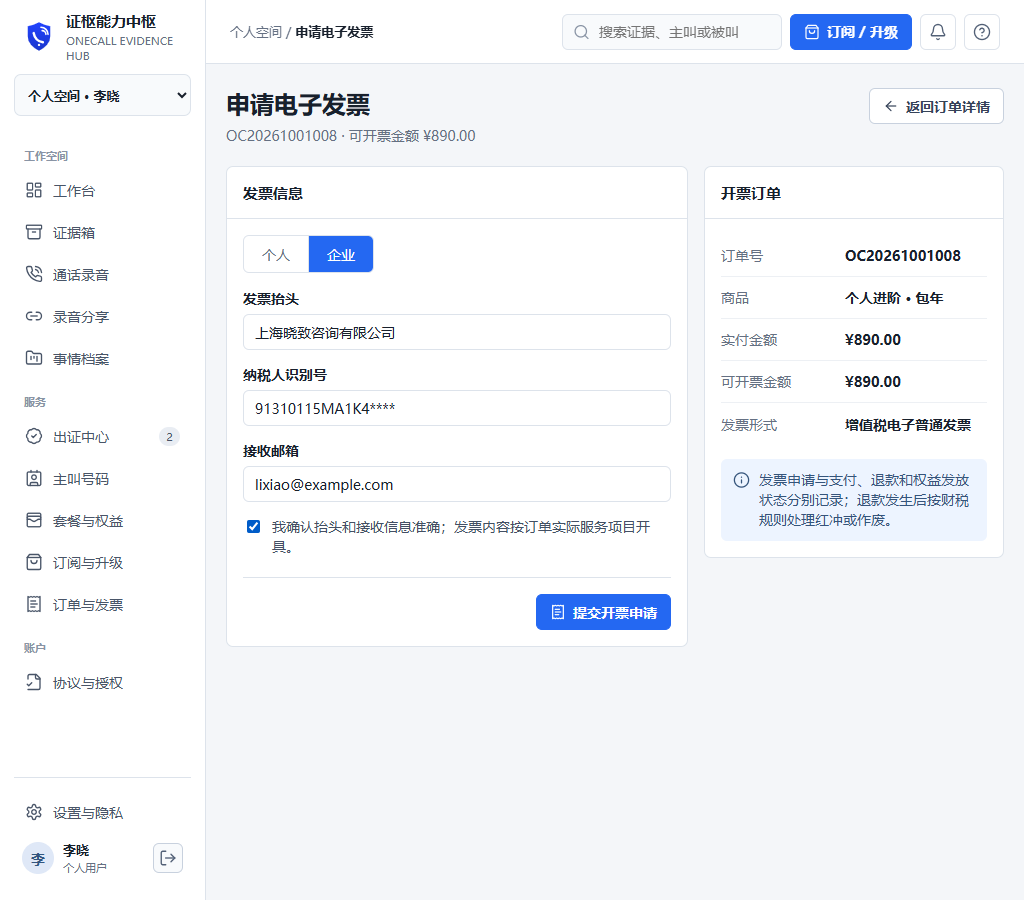 证枢能力中枢
ONECALL EVIDENCE
HUB
个人空间 • 李晓
工作空间
工作台
证据箱
通话录音
录音分享
事情档案
服务
出证中心
2
主叫号码
套餐与权益
订阅与升级
订单与发票
账户
协议与授权
设置与隐私
李
李晓
个人用户
个人空间 / 申请电子发票
搜索证据、主叫或被叫
订阅 / 升级
申请电子发票
OC20261001008 · 可开票金额 ¥890.00
返回订单详情
发票信息
个人
企业
发票抬头
上海晓致咨询有限公司
纳税人识别号
91310115MA1K4****
接收邮箱
lixiao@example.com
我确认抬头和接收信息准确；发票内容按订单实际服务项目开
具。
提交开票申请
开票订单
订单号 OC20261001008
商品 个人进阶 • 包年
实付金额 ¥890.00
可开票金额 ¥890.00
发票形式 增值税电子普通发票
发票申请与支付、退款和权益发放
状态分别记录；退款发生后按财税
规则处理红冲或作废。